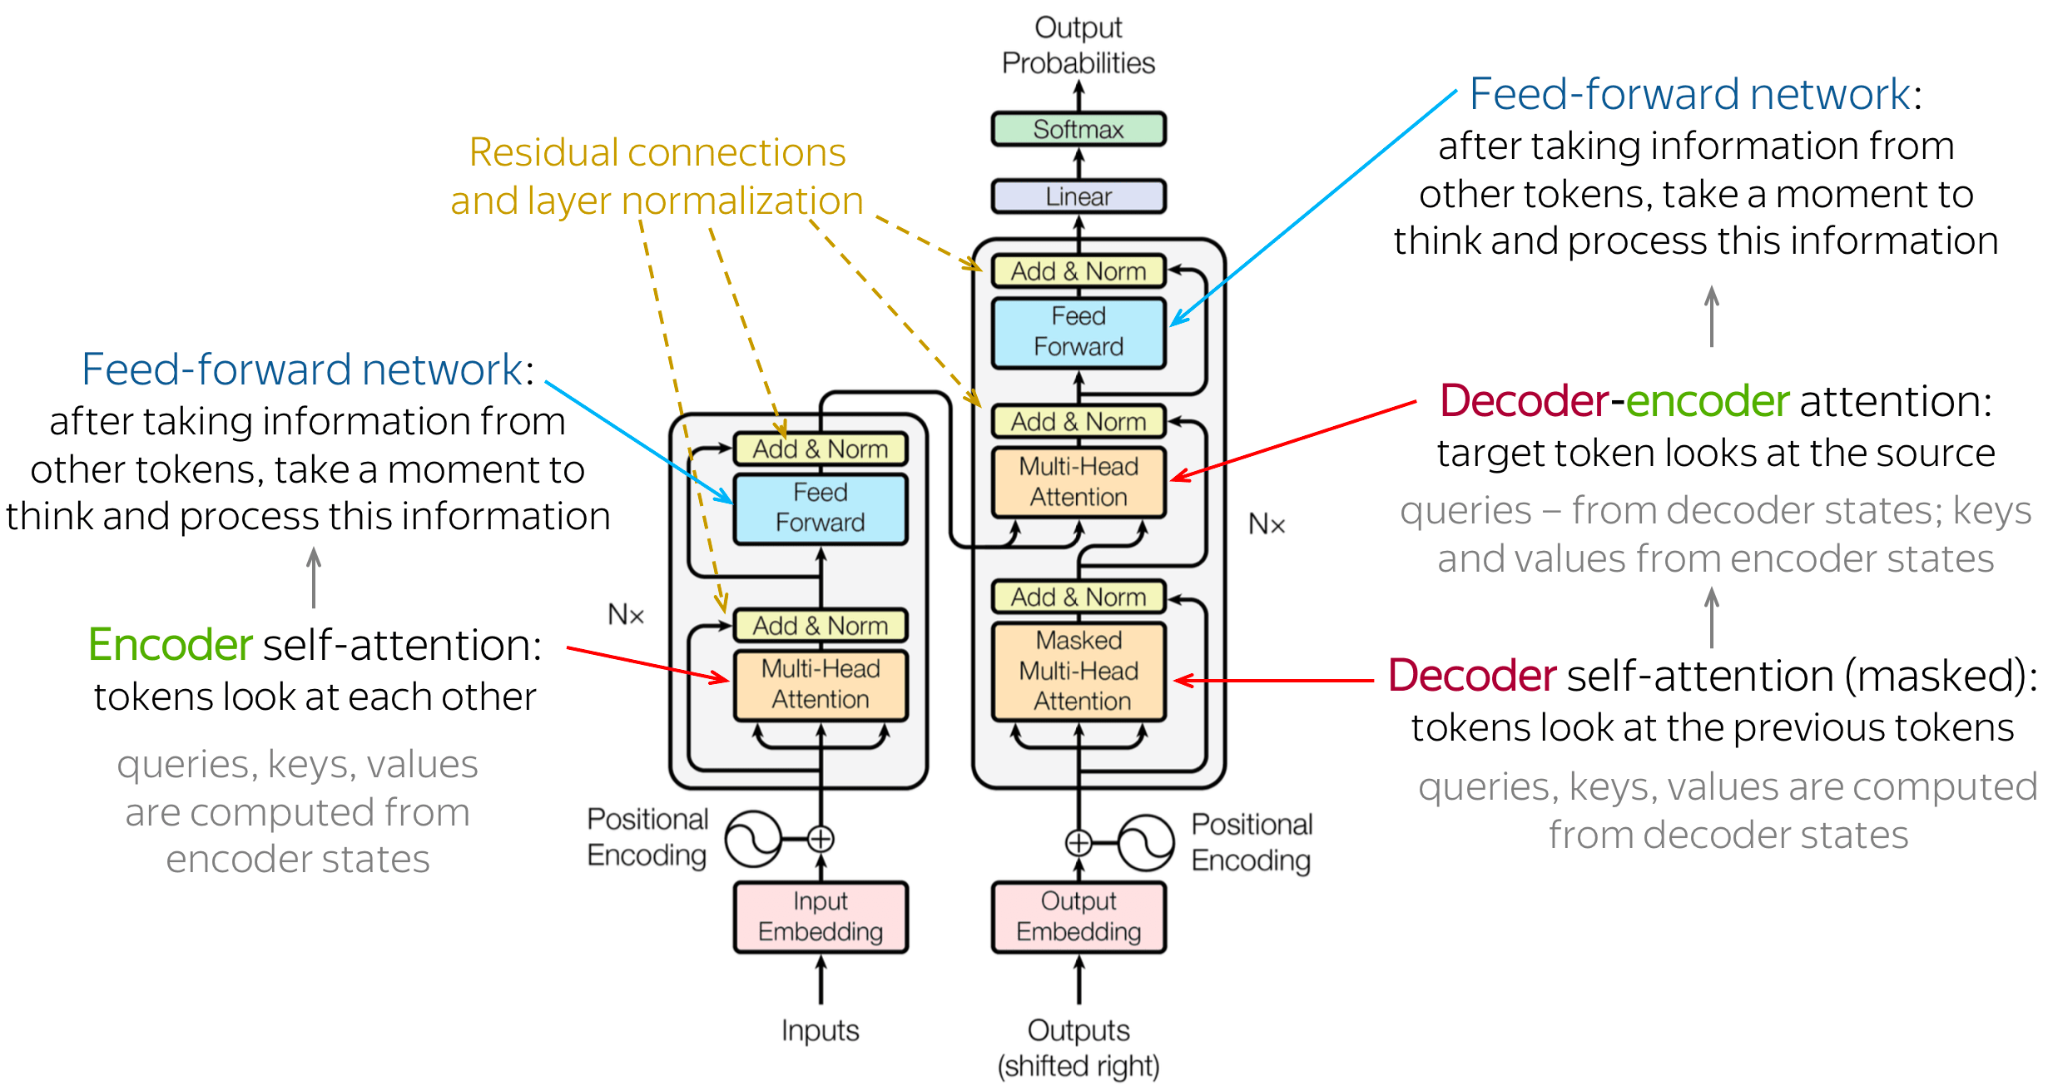 Output
Probabilities
Softmax
Linear
Add & Norm
Feed
Forward
Add & Norm
Multi-Head
Attention
Nx
Add & Norm
Masked
Multi-Head
Attention
Positional
Encoding
Output
Embedding
Outputs
(shifted right)
Add & Norm
Feed
Forward
Nx
Add & Norm
Multi-Head
Attention
Positional
Encoding
Input
Embedding
Inputs
Residual connections
and layer normalization
Feed-forward network:
after taking information from
other tokens, take a moment to
think and process this information
Encoder self-attention:
tokens look at each other
queries, keys, values
are computed from
encoder states
Feed-forward network:
after taking information from
other tokens, take a moment to
think and process this information
Decoder-encoder attention:
target token looks at the source
queries – from decoder states; keys
and values from encoder states
Decoder self-attention (masked):
tokens look at the previous tokens
queries, keys, values are computed
from decoder states